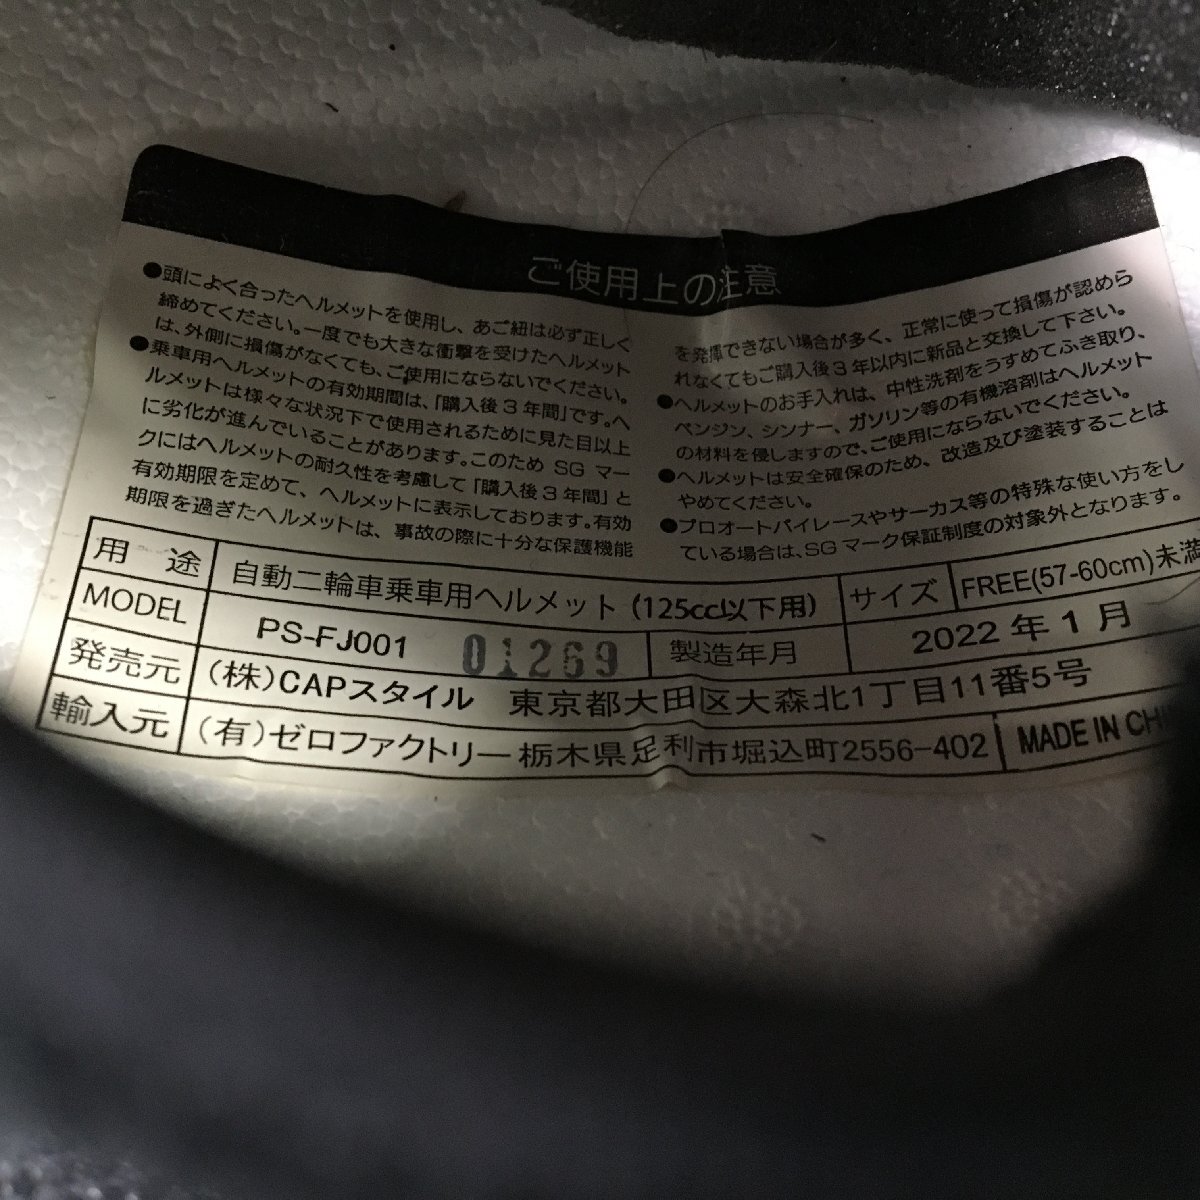 ご使用上の注意
●頭によく合ったヘルメットを使用し、あご紐は必ず正しく
締めてください。一度でも大きな衝撃を受けたヘルメット
は、外側に損傷がなくても、ご使用にならないでください。
●乗車用ヘルメットの有効期間は、「購入後3年間」です。ヘ
ルメットは様々な状況下で使用されるために見た目以上
に劣化が進んでいることがあります。このため SG マー
クにはヘルメットの耐久性を考慮して「購入後3年間」と
有効期限を定めて、ヘルメットに表示しております。有効
期限を過ぎたヘルメットは、事故の際に十分な保護機能
を発揮できない場合が多く、正常に使って損傷が認めら
れなくてもご購入後3年以内に新品と交換して下さい。
●ヘルメットのお手入れは、中性洗剤をうすめてふき取り、
ベンジン、シンナー、ガソリン等の有機溶剤はヘルメット
の材料を侵しますので、ご使用にならないでください。
●ヘルメットは安全確保のため、改造及び塗装することは
やめてください。
●プロオートバイレースやサーカス等の特殊な使い方をし
ている場合は、SGマーク保証制度の対象外となります。
用途 自動二輪車乗車用ヘルメット(125cc以下用) サイズ FREE(57-60cm)未満
MODEL PS-FJ001 01269 製造年月 2022年1月
発売元 (株)CAPスタイル 東京都大田区大森北1丁目11番5号
輸入元 (有)ゼロファクトリー 栃木県足利市堀込町2556-402 MADE IN CH